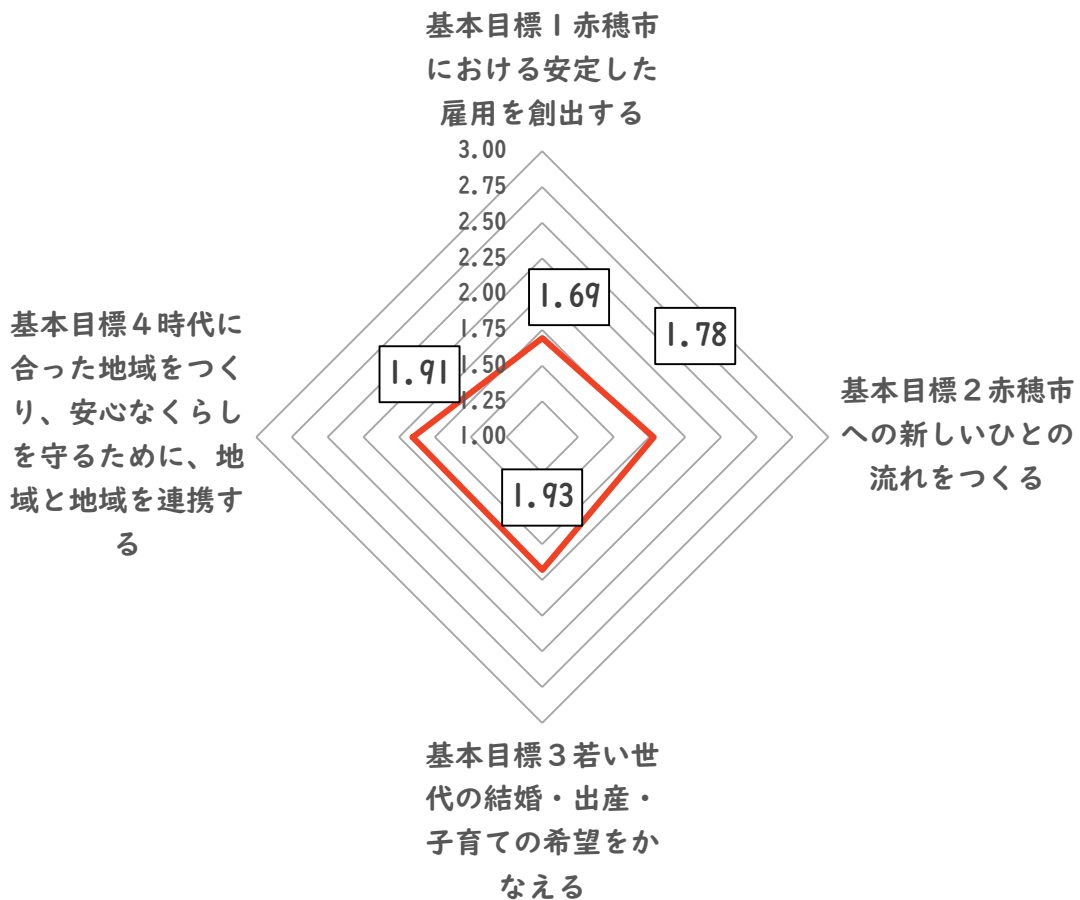 基本目標１赤穂市
における安定した
雇用を創出する
3.00
2.75
2.50
2.25
2.00
1.75
1.50
1.25
1.00
1.69
1.78
1.91
1.93
基本目標４時代に
合った地域をつく
り、安心なくらし
を守るために、地
域と地域を連携す
る
基本目標２赤穂市
への新しいひとの
流れをつくる
基本目標３若い世
代の結婚・出産・
子育ての希望をか
なえる